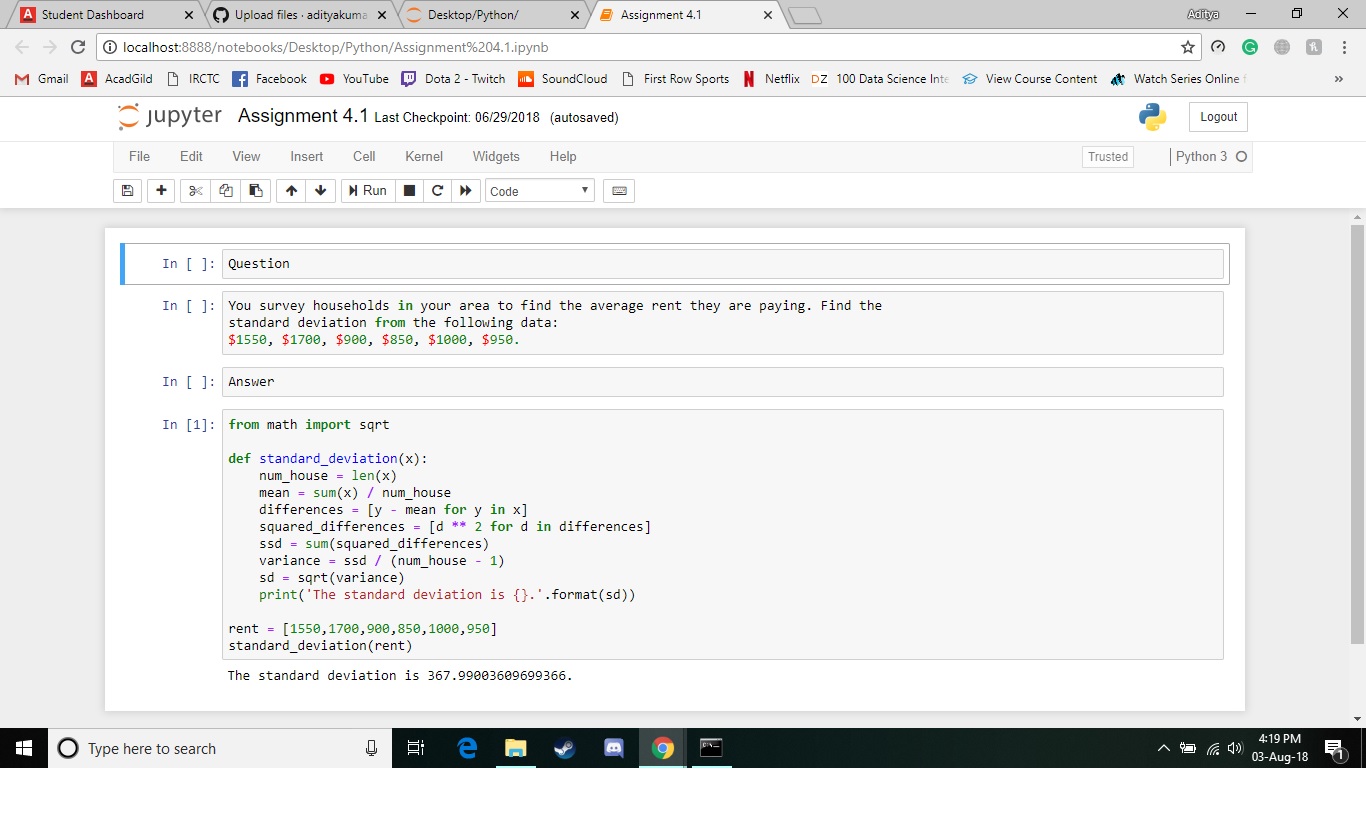 Student Dashboard
Upload files · adityakuma
Desktop/Python/
Assignment 4.1
Aditya
localhost:8888/notebooks/Desktop/Python/Assignment%204.1.ipynb
Gmail AcadGild IRCTC Facebook YouTube Dota 2 - Twitch SoundCloud First Row Sports Netflix DZ 100 Data Science Inte View Course Content Watch Series Online f »
jupyter Assignment 4.1 Last Checkpoint: 06/29/2018 (autosaved)
Logout
File Edit View Insert Cell Kernel Widgets Help
Trusted
Python 3
Run
Code
In [ ]: Question
In [ ]: You survey households in your area to find the average rent they are paying. Find the
standard deviation from the following data:
$1550, $1700, $900, $850, $1000, $950.
In [ ]: Answer
In [1]: from math import sqrt
def standard_deviation(x):
    num_house = len(x)
    mean = sum(x) / num_house
    differences = [y - mean for y in x]
    squared_differences = [d ** 2 for d in differences]
    ssd = sum(squared_differences)
    variance = ssd / (num_house - 1)
    sd = sqrt(variance)
    print('The standard deviation is {}.'.format(sd))
rent = [1550,1700,900,850,1000,950]
standard_deviation(rent)
The standard deviation is 367.99003609699366.
Type here to search
4:19 PM
03-Aug-18
1